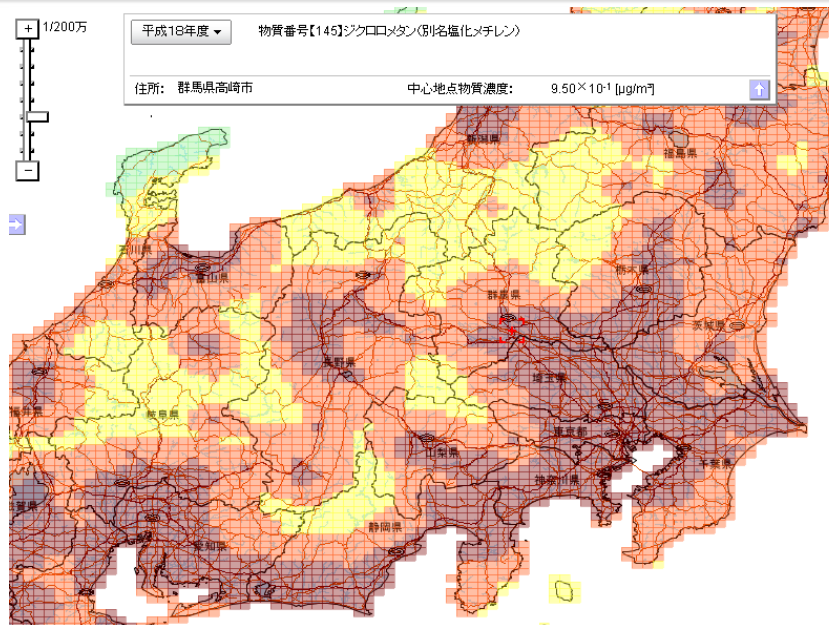 + 1/200万
平成18年度 物質番号【145】ジクロロメタン(別名塩化メチレン)
住所: 群馬県高崎市 中心地点物質濃度: 9.50×10⁻¹ [μg/m³]
−
新潟県
福島県
石川県
富山県
栃木県
群馬県
茨城県
長野県
埼玉県
福井県
岐阜県
東京都
山梨県
千葉県
神奈川県
滋賀県
静岡県
愛知県